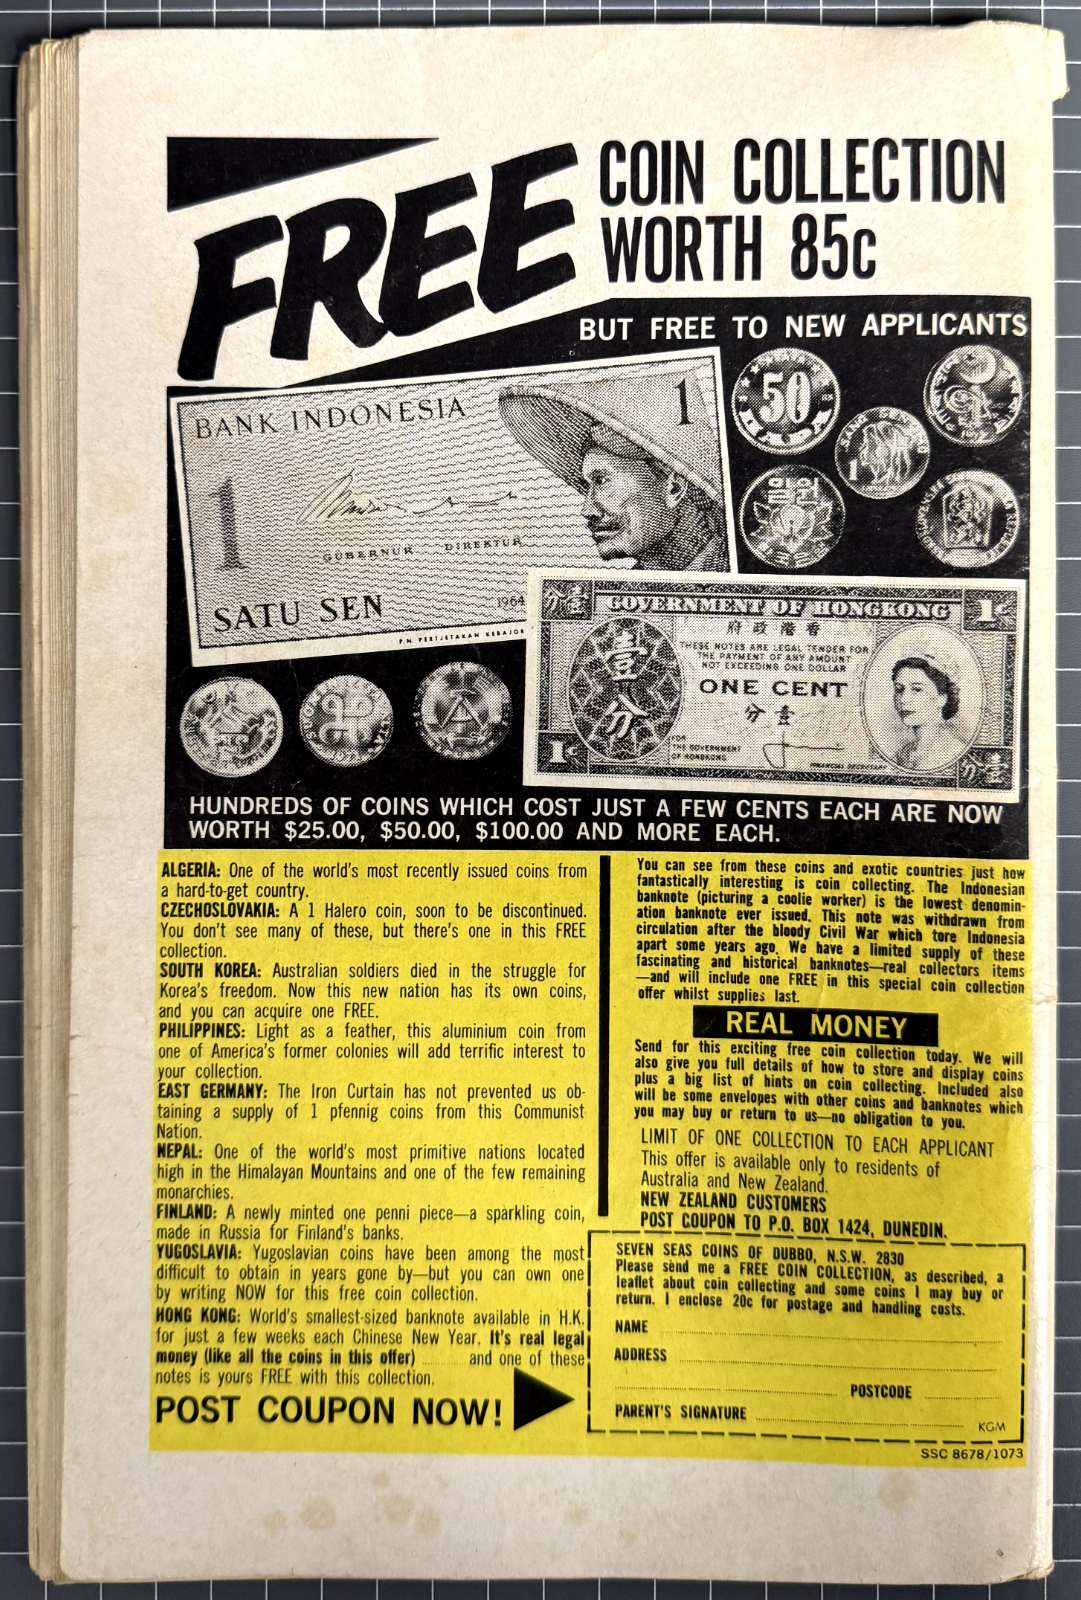 FREE
COIN COLLECTION
WORTH 85c
BUT FREE TO NEW APPLICANTS
BANK INDONESIA
1
1
GUBERNUR DIREKTUR
SATU SEN
1964
P.N. PERTJETAKAN KEBAJOR
50
1
일원
分壹
GOVERNMENT OF HONGKONG
1¢
府政港香
THESE NOTES ARE LEGAL TENDER FOR
THE PAYMENT OF ANY AMOUNT
NOT EXCEEDING ONE DOLLAR
ONE CENT
分壹
壹分
FOR
THE GOVERNMENT
OF HONGKONG
FINANCIAL SECRETARY
1¢
分壹
HUNDREDS OF COINS WHICH COST JUST A FEW CENTS EACH ARE NOW
WORTH $25.00, $50.00, $100.00 AND MORE EACH.
ALGERIA: One of the world's most recently issued coins from
a hard-to-get country.
CZECHOSLOVAKIA: A 1 Halero coin, soon to be discontinued.
You don't see many of these, but there's one in this FREE
collection.
SOUTH KOREA: Australian soldiers died in the struggle for
Korea's freedom. Now this new nation has its own coins,
and you can acquire one FREE.
PHILIPPINES: Light as a feather, this aluminium coin from
one of America's former colonies will add terrific interest to
your collection.
EAST GERMANY: The Iron Curtain has not prevented us ob-
taining a supply of 1 pfennig coins from this Communist
Nation.
NEPAL: One of the world's most primitive nations located
high in the Himalayan Mountains and one of the few remaining
monarchies.
FINLAND: A newly minted one penni piece—a sparkling coin,
made in Russia for Finland's banks.
YUGOSLAVIA: Yugoslavian coins have been among the most
difficult to obtain in years gone by—but you can own one
by writing NOW for this free coin collection.
HONG KONG: World's smallest-sized banknote available in H.K.
for just a few weeks each Chinese New Year. It's real legal
money (like all the coins in this offer) ........ and one of these
notes is yours FREE with this collection.
POST COUPON NOW!
You can see from these coins and exotic countries just how
fantastically interesting is coin collecting. The Indonesian
banknote (picturing a coolie worker) is the lowest denomin-
ation banknote ever issued. This note was withdrawn from
circulation after the bloody Civil War which tore Indonesia
apart some years ago. We have a limited supply of these
fascinating and historical banknotes—real collectors items
—and will include one FREE in this special coin collection
offer whilst supplies last.
REAL MONEY
Send for this exciting free coin collection today. We will
also give you full details of how to store and display coins
plus a big list of hints on coin collecting. Included also
will be some envelopes with other coins and banknotes which
you may buy or return to us—no obligation to you.
LIMIT OF ONE COLLECTION TO EACH APPLICANT
This offer is available only to residents of
Australia and New Zealand.
NEW ZEALAND CUSTOMERS
POST COUPON TO P.O. BOX 1424, DUNEDIN.
SEVEN SEAS COINS OF DUBBO, N.S.W. 2830
Please send me a FREE COIN COLLECTION, as described, a
leaflet about coin collecting and some coins I may buy or
return. I enclose 20c for postage and handling costs.
NAME
ADDRESS
POSTCODE
PARENT'S SIGNATURE
KGM
SSC 8678/1073